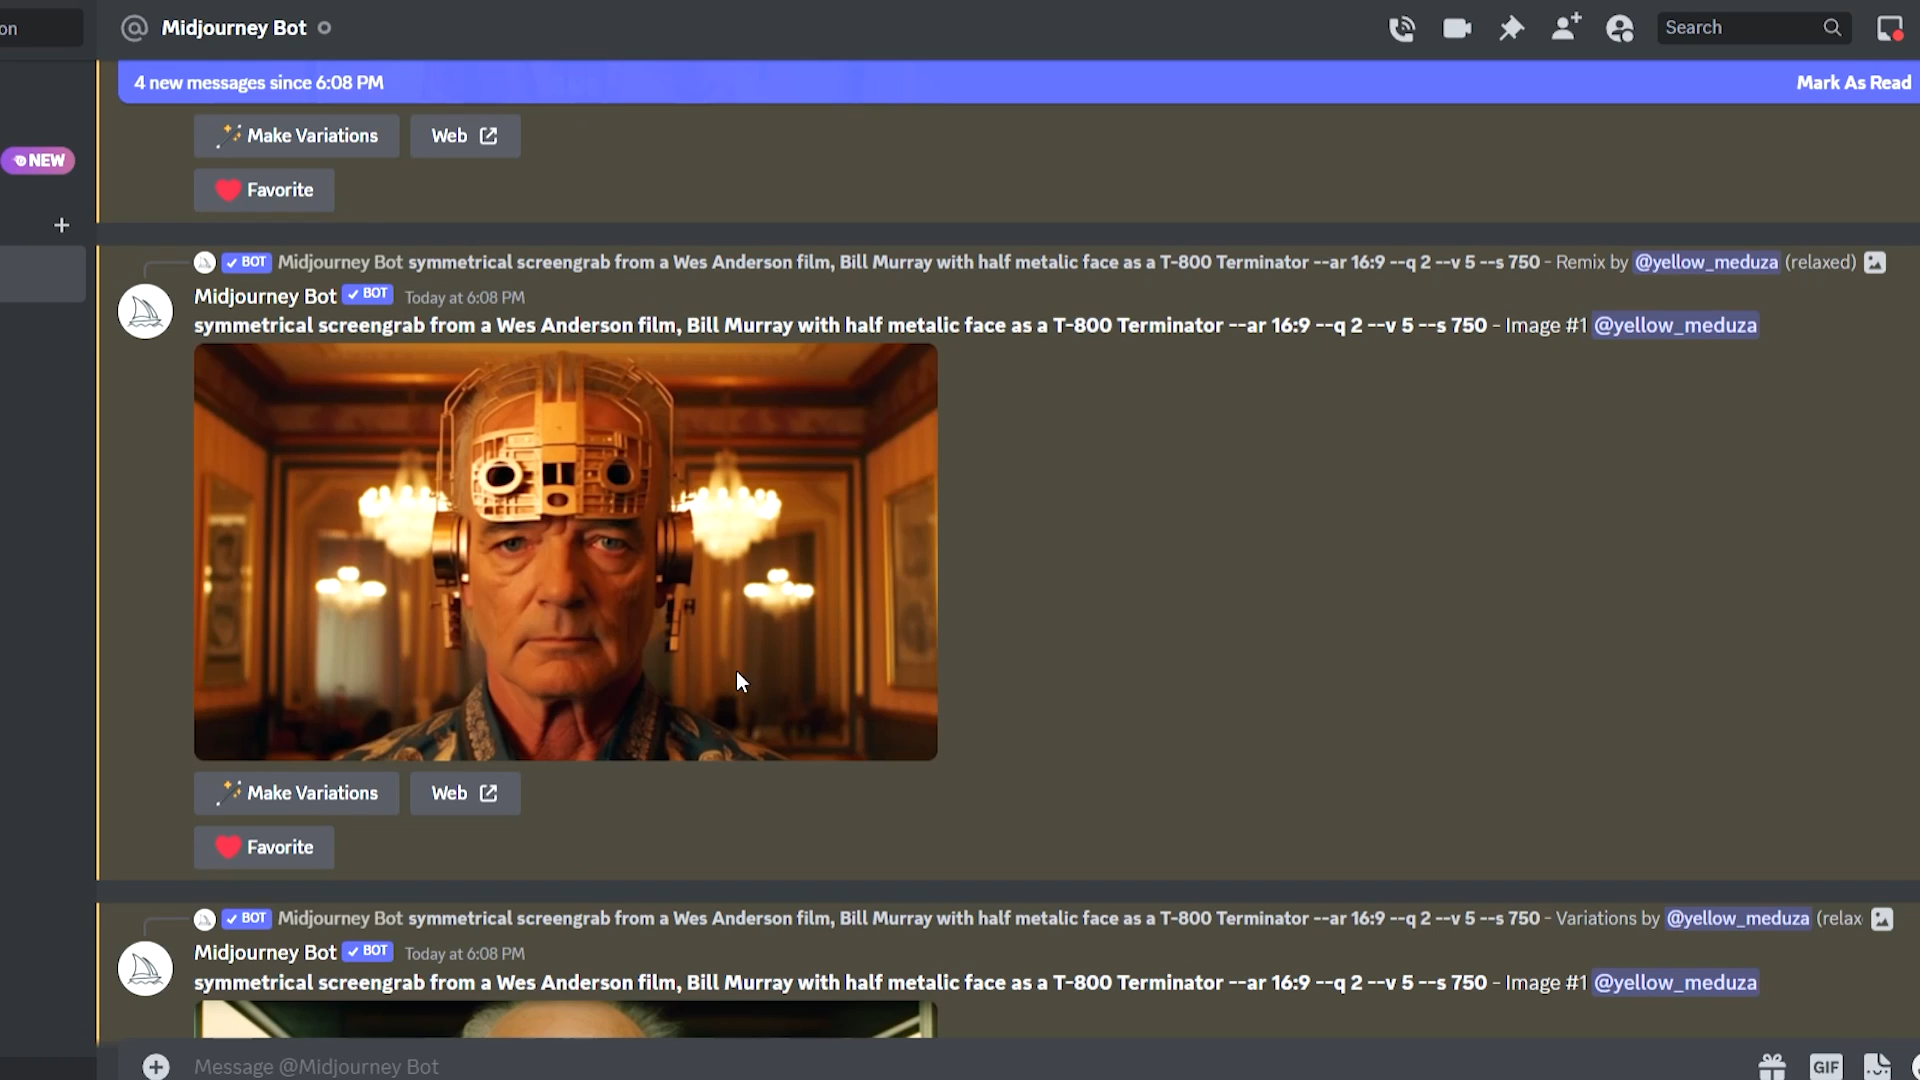 on
Midjourney Bot
Search
4 new messages since 6:08 PM
Mark As Read
Make Variations
Web
NEW
Favorite
BOT Midjourney Bot symmetrical screengrab from a Wes Anderson film, Bill Murray with half metalic face as a T-800 Terminator --ar 16:9 --q 2 --v 5 --s 750 - Remix by @yellow_meduza (relaxed)
Midjourney Bot BOT Today at 6:08 PM
symmetrical screengrab from a Wes Anderson film, Bill Murray with half metalic face as a T-800 Terminator --ar 16:9 --q 2 --v 5 --s 750 - Image #1 @yellow_meduza
Make Variations
Web
Favorite
BOT Midjourney Bot symmetrical screengrab from a Wes Anderson film, Bill Murray with half metalic face as a T-800 Terminator --ar 16:9 --q 2 --v 5 --s 750 - Variations by @yellow_meduza (relax
Midjourney Bot BOT Today at 6:08 PM
symmetrical screengrab from a Wes Anderson film, Bill Murray with half metalic face as a T-800 Terminator --ar 16:9 --q 2 --v 5 --s 750 - Image #1 @yellow_meduza
Message @Midjourney Bot
GIF